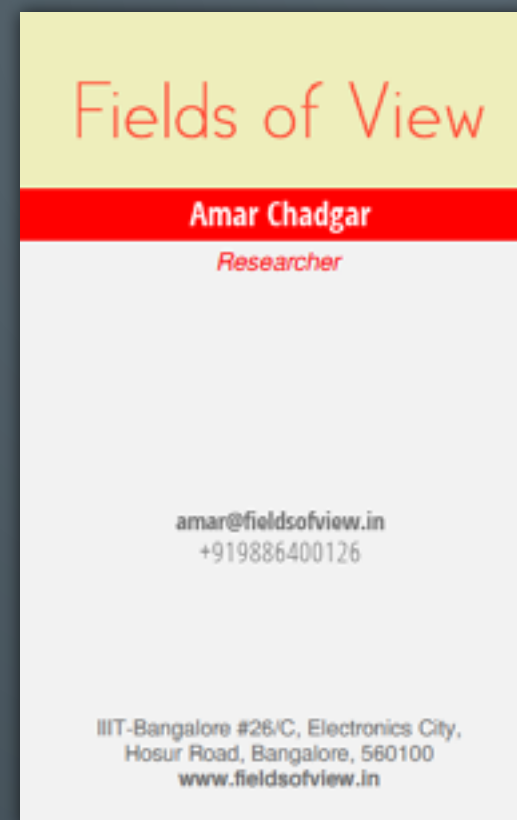 Fields of View
Amar Chadgar
Researcher
amar@fieldsofview.in
+919886400126
IIIT-Bangalore #26/C, Electronics City,
Hosur Road, Bangalore, 560100
www.fieldsofview.in